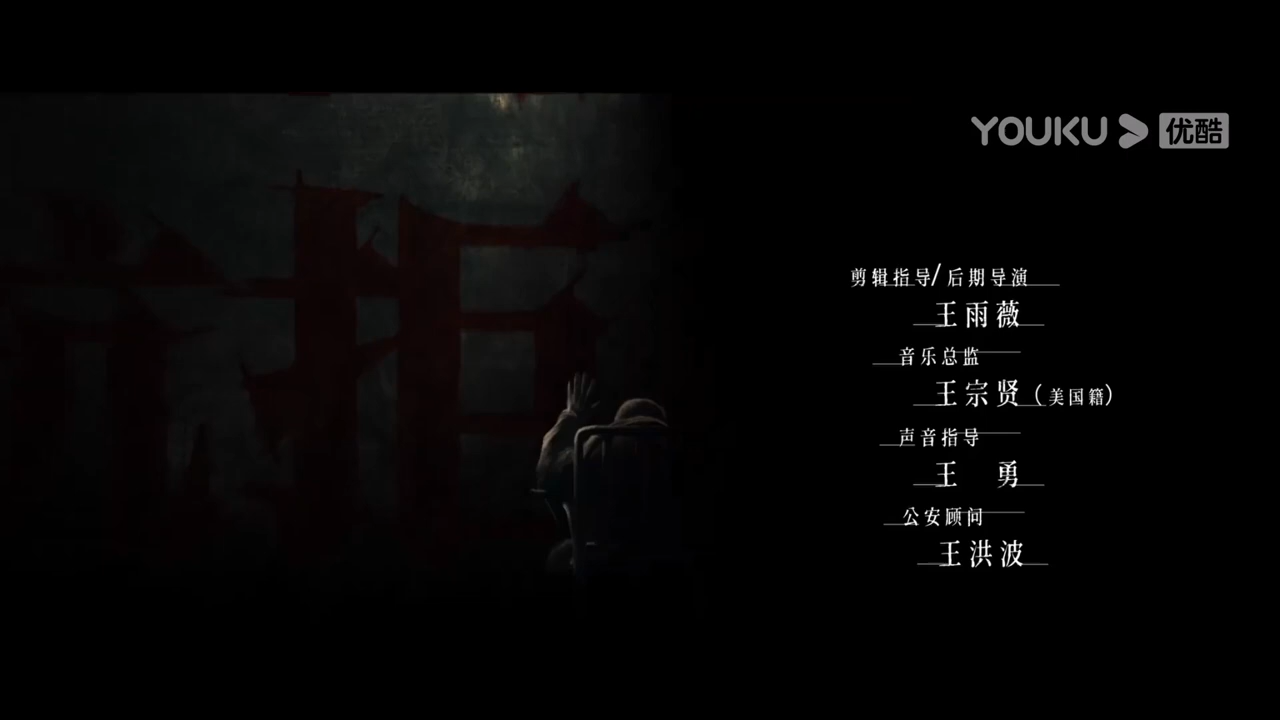 YOUKU 优酷
剪辑指导/后期导演
王雨薇
音乐总监
王宗贤(美国籍)
声音指导
王 勇
公安顾问
王洪波